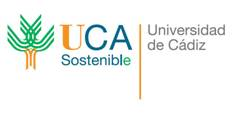 UCA
Sostenible
Universidad
de Cádiz